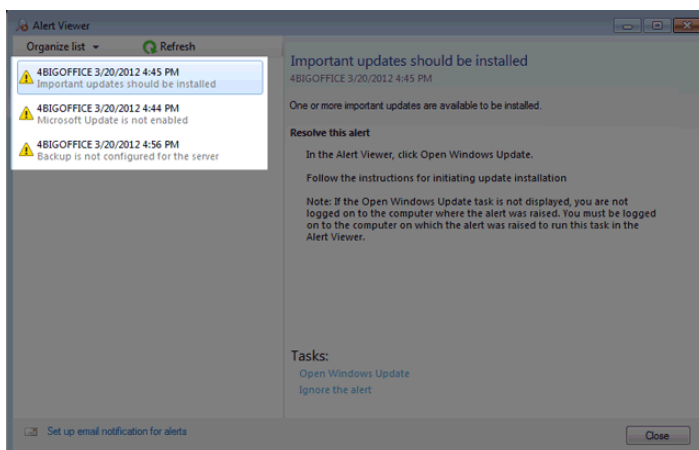 Alert Viewer
Organize list
Refresh
4BIGOFFICE 3/20/2012 4:45 PM
Important updates should be installed
4BIGOFFICE 3/20/2012 4:44 PM
Microsoft Update is not enabled
4BIGOFFICE 3/20/2012 4:56 PM
Backup is not configured for the server
Important updates should be installed
4BIGOFFICE 3/20/2012 4:45 PM
One or more important updates are available to be installed.
Resolve this alert
In the Alert Viewer, click Open Windows Update.
Follow the instructions for initiating update installation
Note: If the Open Windows Update task is not displayed, you are not
logged on to the computer where the alert was raised. You must be logged
on to the computer on which the alert was raised to run this task in the
Alert Viewer.
Tasks:
Open Windows Update
Ignore the alert
Set up email notification for alerts
Close